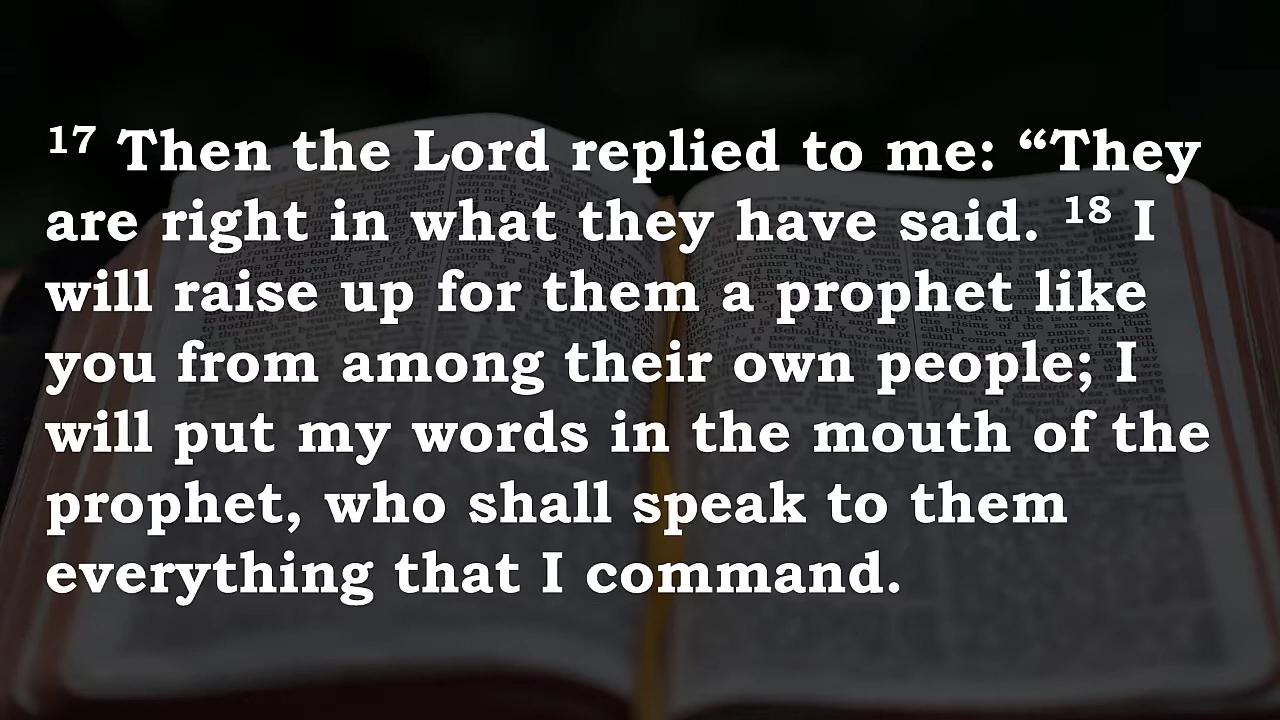 ¹⁷ Then the Lord replied to me: “They
are right in what they have said. ¹⁸ I
will raise up for them a prophet like
you from among their own people; I
will put my words in the mouth of the
prophet, who shall speak to them
everything that I command.